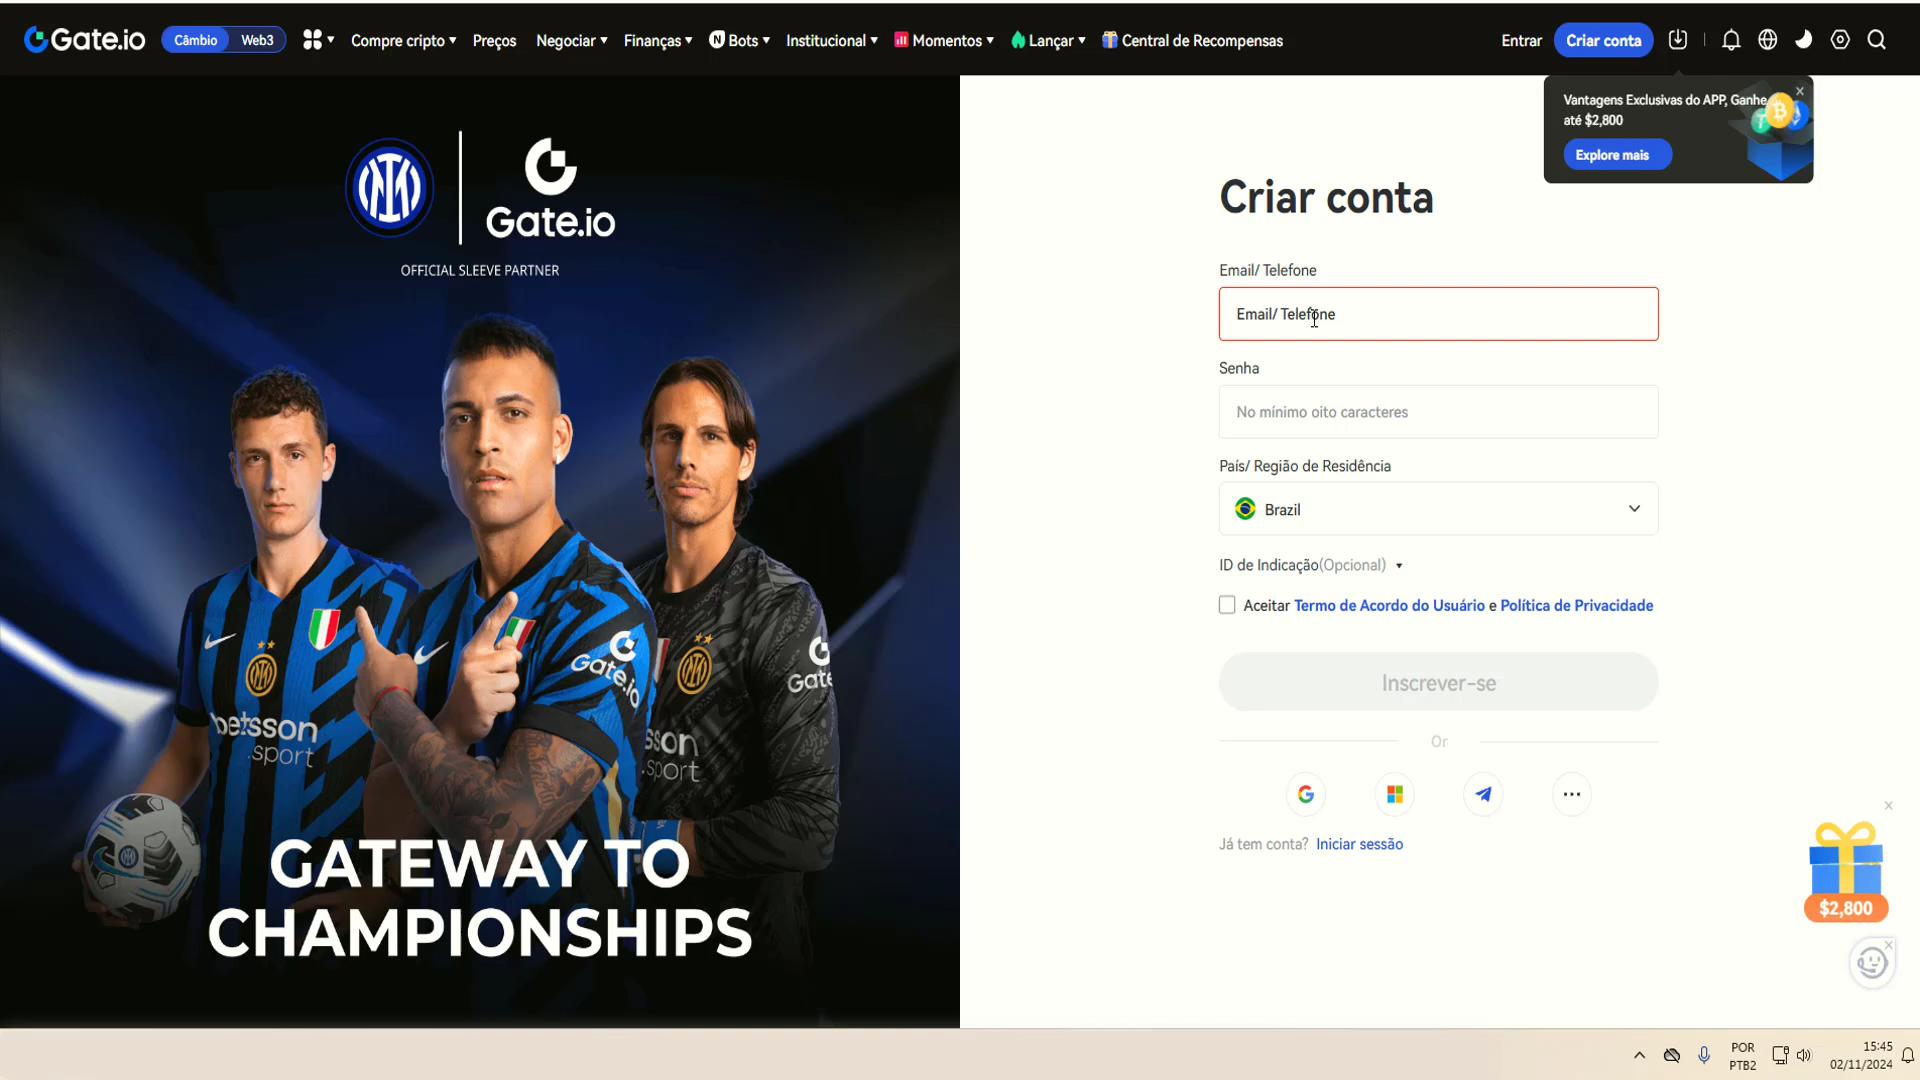 Gate.io
Câmbio Web3
Compre cripto Preços Negociar Finanças Bots Institucional Momentos Lançar Central de Recompensas
Entrar Criar conta
Vantagens Exclusivas do APP, Ganhe
até $2,800
Explore mais
Gate.io
OFFICIAL SLEEVE PARTNER
betsson
.sport
Gate.io
sson
.sport
Gate
GATEWAY TO
CHAMPIONSHIPS
Criar conta
Email/ Telefone
Email/ Telefone
Senha
No mínimo oito caracteres
País/ Região de Residência
Brazil
ID de Indicação(Opcional)
Aceitar Termo de Acordo do Usuário e Política de Privacidade
Inscrever-se
Or
Já tem conta? Iniciar sessão
$2,800
POR
PTB2
15:45
02/11/2024